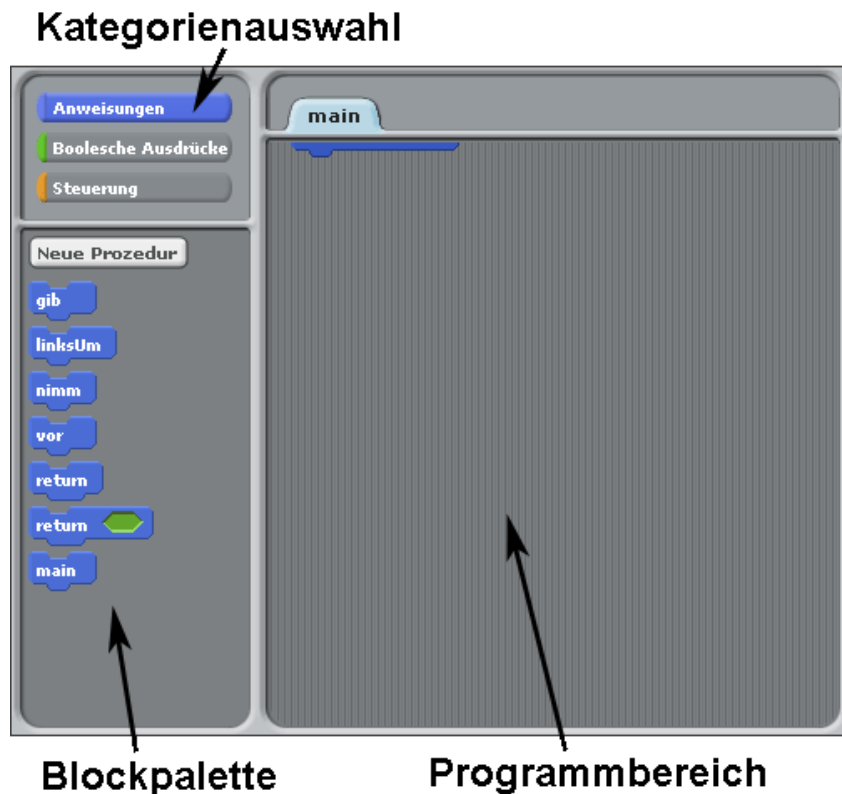 Kategorienauswahl
Anweisungen
Boolesche Ausdrücke
Steuerung
main
Neue Prozedur
gib
linksUm
nimm
vor
return
return
main
Blockpalette
Programmbereich